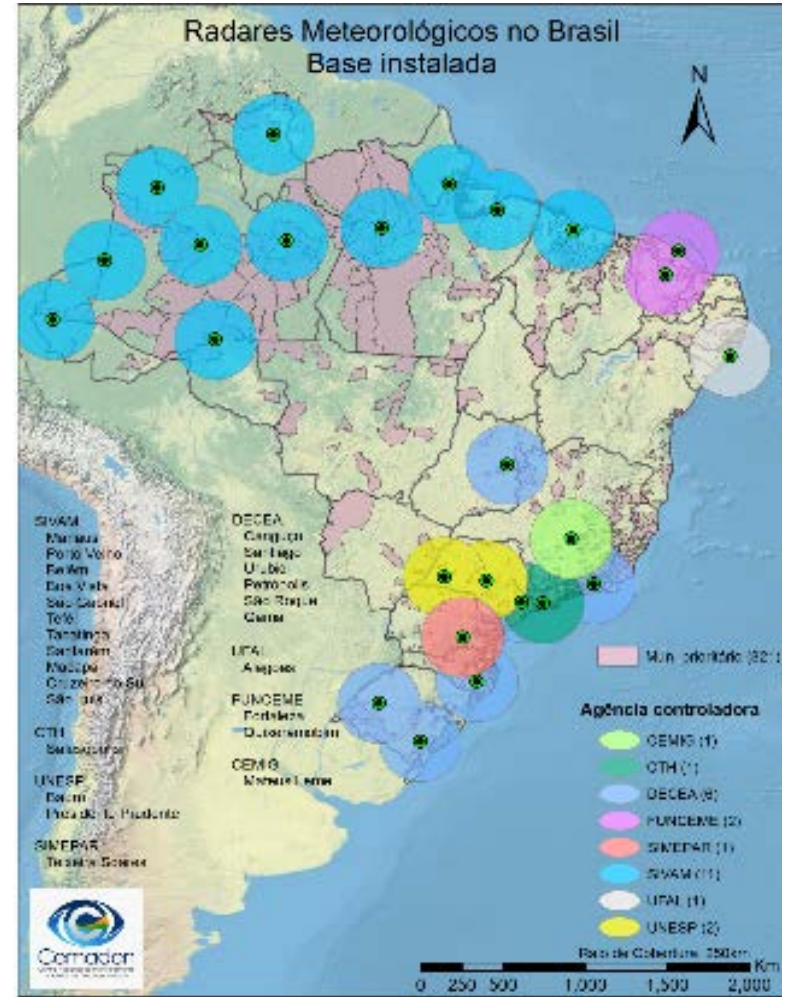 Radares Meteorológicos no Brasil
Base instalada
N
SIVAM
Manaus
Porto Velho
Belém
Boa Vista
São Gabriel
Tefé
Tabatinga
Santarém
Macapá
Cruzeiro do Sul
São Luís
CTH
Salesópolis
UNESP
Bauru
Presidente Prudente
SIMEPAR
Teixeira Soares
DECEA
Canguçu
Santiago
Urubici
Petrópolis
São Roque
Gama
UFAL
Alagoas
FUNCEME
Fortaleza
Quixeramobim
CEMIG
Mateus Leme
Mun. prioritário (821)
Agência controladora
CEMIG (1)
CTH (1)
DECEA (6)
FUNCEME (2)
SIMEPAR (1)
SIVAM (11)
UFAL (1)
UNESP (2)
Raio de Cobertura: 250km
Km
0 250 500 1,000 1,500 2,000
Cemaden